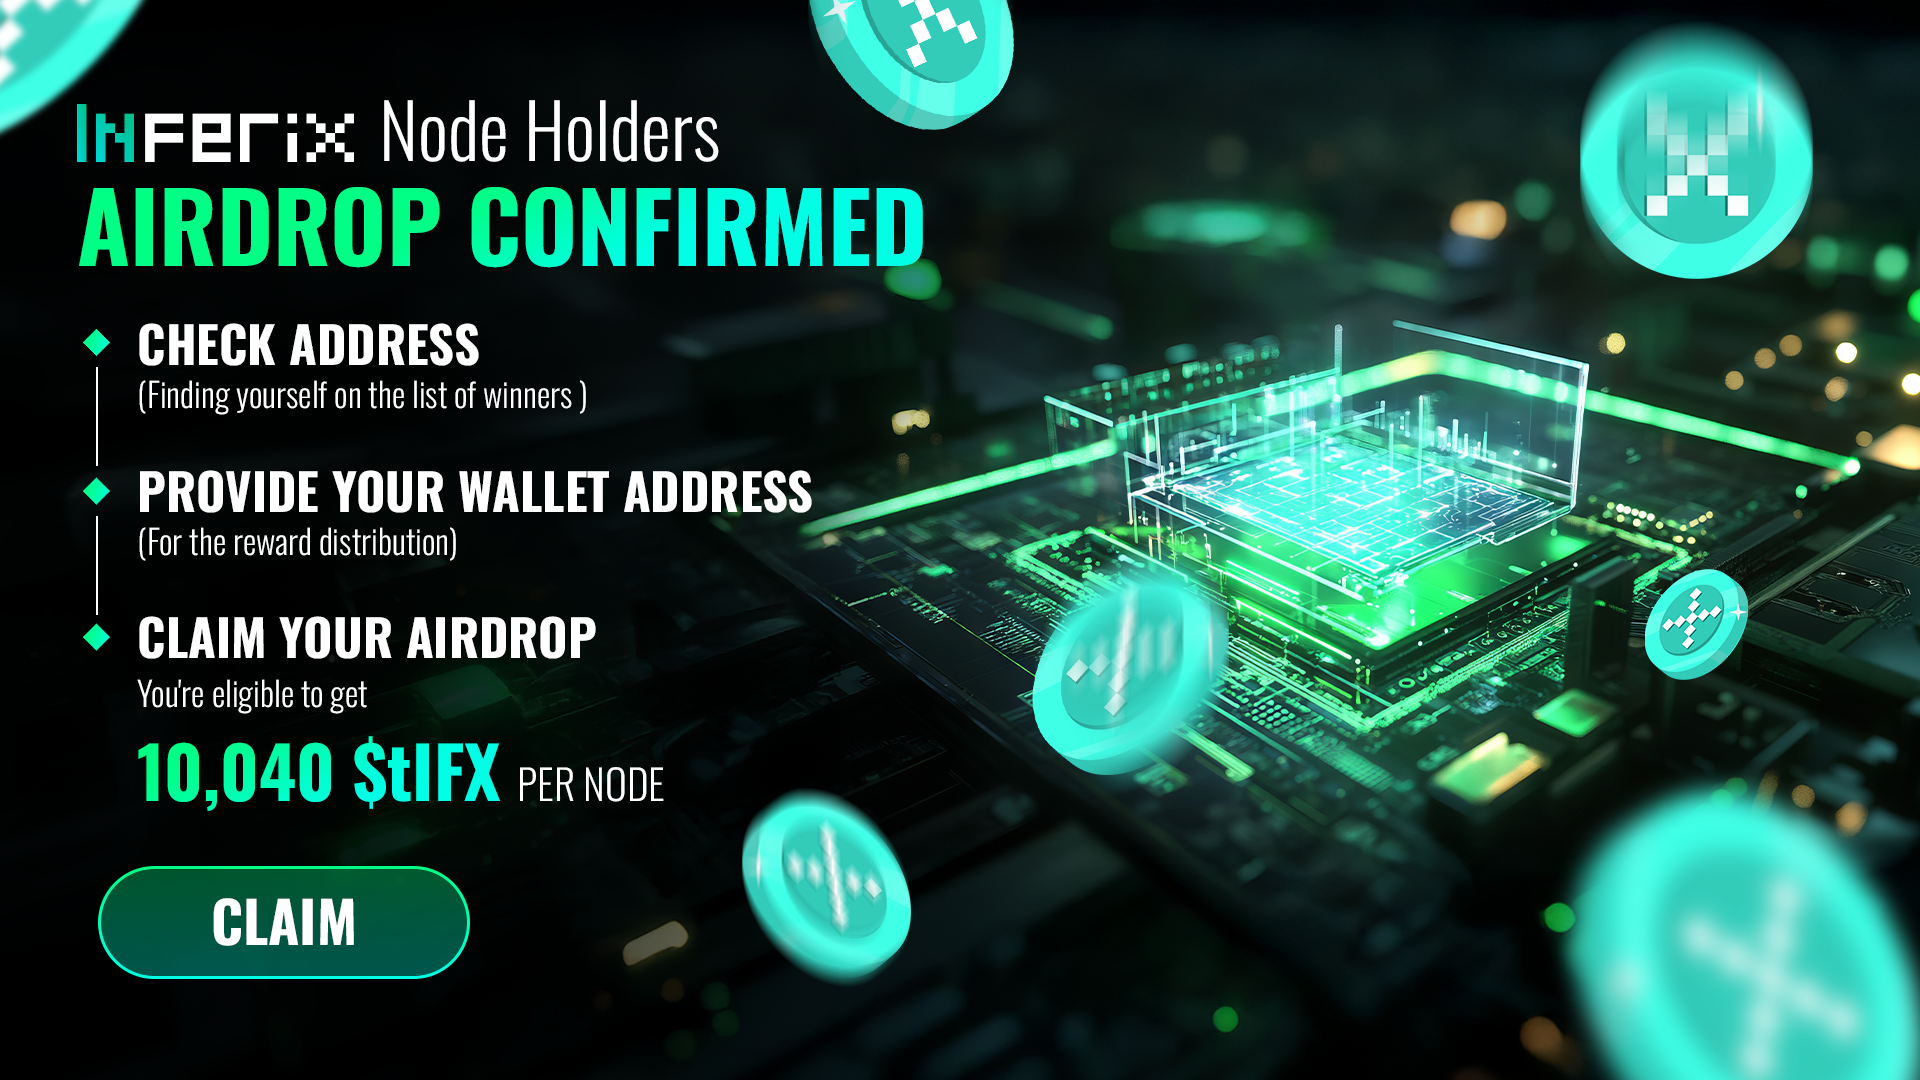 Inferix Node Holders
AIRDROP CONFIRMED
CHECK ADDRESS
(Finding yourself on the list of winners )
PROVIDE YOUR WALLET ADDRESS
(For the reward distribution)
CLAIM YOUR AIRDROP
You're eligible to get
10,040 $tIFX PER NODE
CLAIM